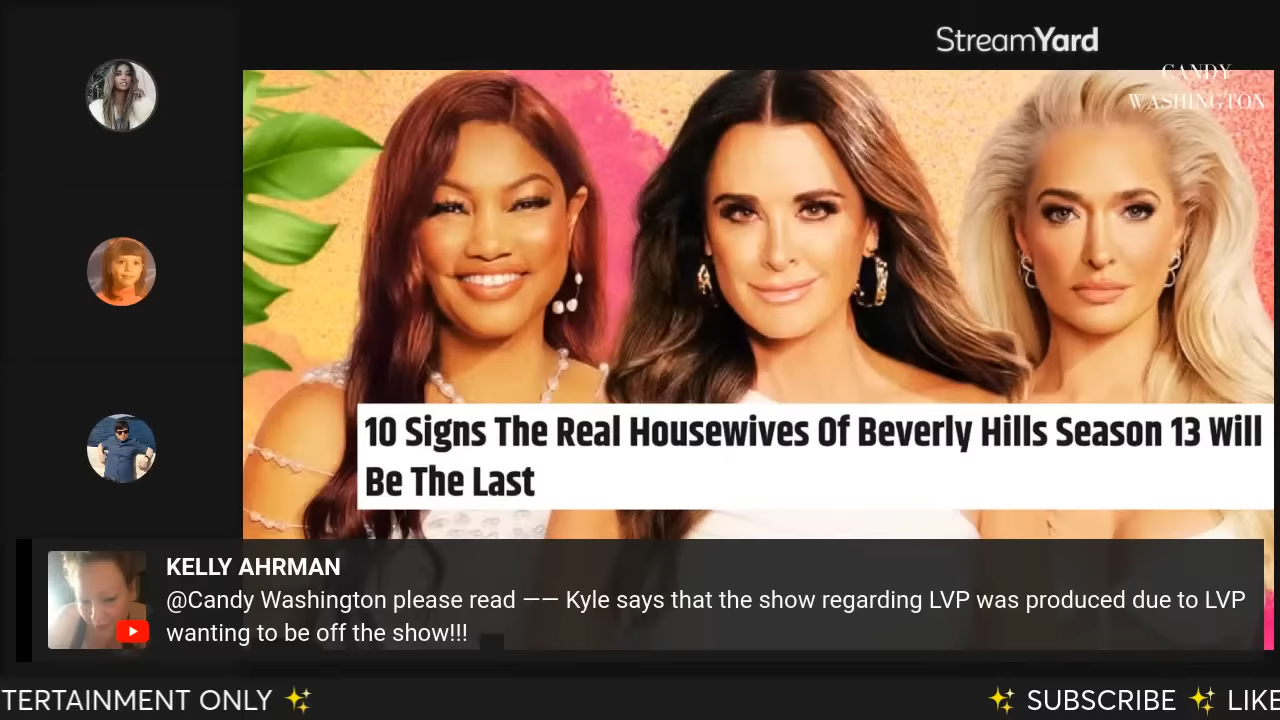 StreamYard
CANDY
WASHINGTON
10 Signs The Real Housewives Of Beverly Hills Season 13 Will
Be The Last
KELLY AHRMAN
@Candy Washington please read —— Kyle says that the show regarding LVP was produced due to LVP
wanting to be off the show!!!
TERTAINMENT ONLY ✨ ✨ SUBSCRIBE ✨ LIKE